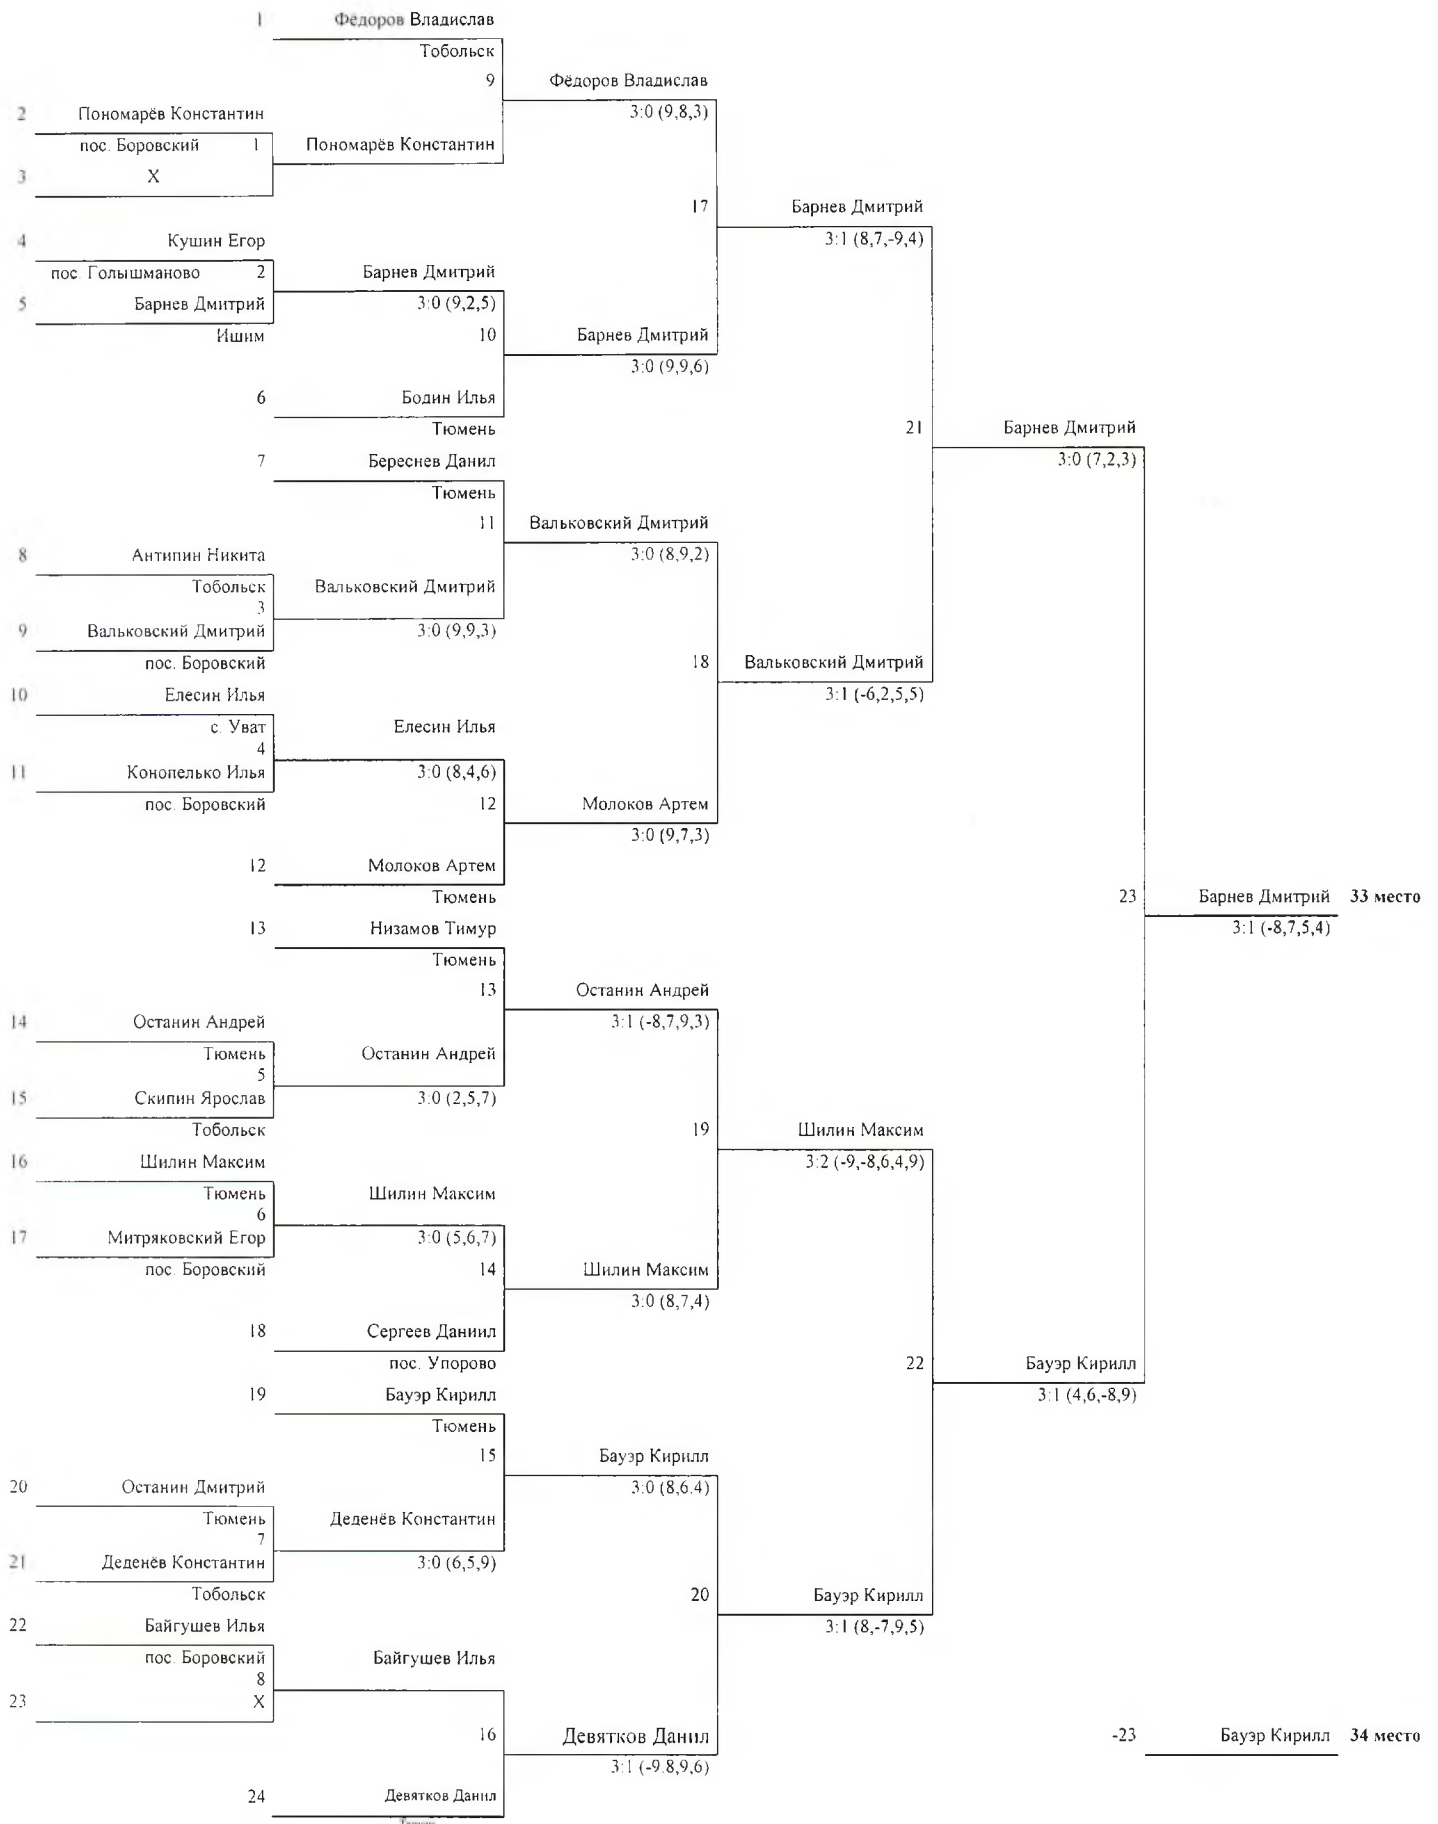 1 Фёдоров Владислав
Тобольск
9 Фёдоров Владислав
2 Пономарёв Константин 3:0 (9,8,3)
пос. Боровский 1 Пономарёв Константин
3 X
17 Барнев Дмитрий
4 Кушин Егор 3:1 (8,7,-9,4)
пос. Голышманово 2 Барнев Дмитрий
5 Барнев Дмитрий 3:0 (9,2,5)
Ишим 10 Барнев Дмитрий
3:0 (9,9,6)
6 Бодин Илья
Тюмень 21 Барнев Дмитрий
7 Береснев Данил 3:0 (7,2,3)
Тюмень
11 Вальковский Дмитрий
8 Антипин Никита 3:0 (8,9,2)
Тобольск Вальковский Дмитрий
3
9 Вальковский Дмитрий 3:0 (9,9,3)
пос. Боровский 18 Вальковский Дмитрий
10 Елесин Илья 3:1 (-6,2,5,5)
с. Уват Елесин Илья
4
11 Конопелько Илья 3:0 (8,4,6)
пос. Боровский 12 Молоков Артем
3:0 (9,7,3)
12 Молоков Артем
Тюмень 23 Барнев Дмитрий 33 место
13 Низамов Тимур 3:1 (-8,7,5,4)
Тюмень
13 Останин Андрей
14 Останин Андрей 3:1 (-8,7,9,3)
Тюмень Останин Андрей
5
15 Скипин Ярослав 3:0 (2,5,7)
Тобольск 19 Шилин Максим
16 Шилин Максим 3:2 (-9,-8,6,4,9)
Тюмень Шилин Максим
6
17 Митряковский Егор 3:0 (5,6,7)
пос. Боровский 14 Шилин Максим
3:0 (8,7,4)
18 Сергеев Даниил
пос. Упорово 22 Бауэр Кирилл
19 Бауэр Кирилл 3:1 (4,6,-8,9)
Тюмень
15 Бауэр Кирилл
20 Останин Дмитрий 3:0 (8,6.4)
Тюмень Деденёв Константин
7
21 Деденёв Константин 3:0 (6,5,9)
Тобольск 20 Бауэр Кирилл
22 Байгушев Илья 3:1 (8,-7,9,5)
пос. Боровский Байгушев Илья
8
23 X
16 Девятков Данил -23 Бауэр Кирилл 34 место
3:1 (-9.8,9,6)
24 Девятков Данил